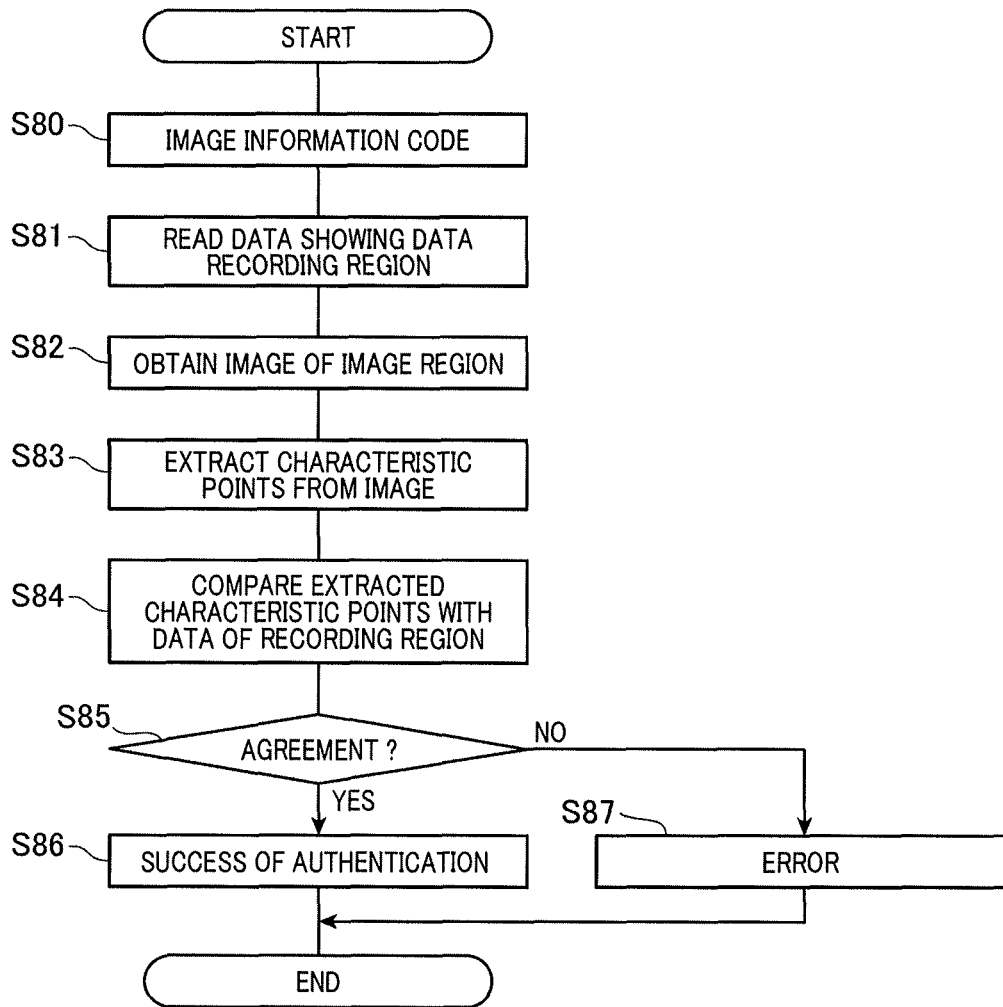 START
S80
IMAGE INFORMATION CODE
S81
READ DATA SHOWING DATA
RECORDING REGION
S82
OBTAIN IMAGE OF IMAGE REGION
S83
EXTRACT CHARACTERISTIC
POINTS FROM IMAGE
S84
COMPARE EXTRACTED
CHARACTERISTIC POINTS WITH
DATA OF RECORDING REGION
S85
AGREEMENT ?
NO
YES
S86
SUCCESS OF AUTHENTICATION
S87
ERROR
END